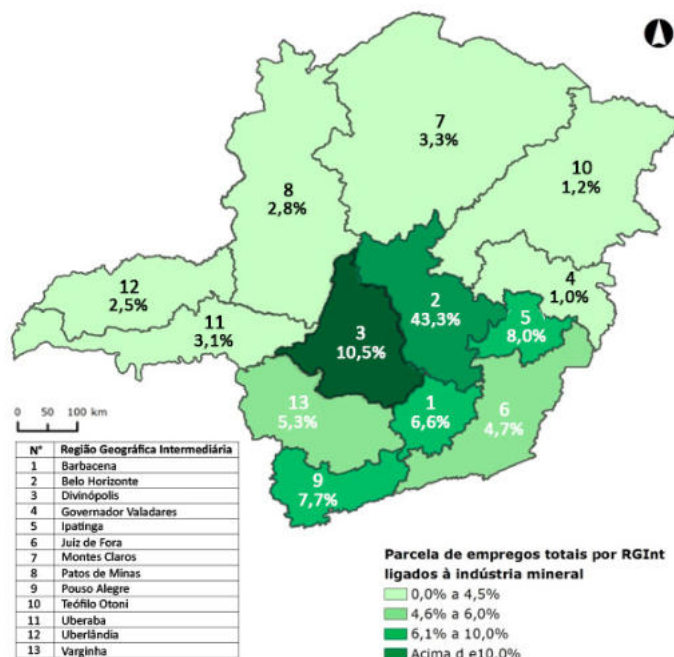 7
3,3%
10
1,2%
8
2,8%
4
1,0%
12
2,5%
2
43,3%
5
8,0%
11
3,1%
3
10,5%
13
5,3%
1
6,6%
6
4,7%
9
7,7%
0 50 100 km
N° Região Geográfica Intermediária
1 Barbacena
2 Belo Horizonte
3 Divinópolis
4 Governador Valadares
5 Ipatinga
6 Juiz de Fora
7 Montes Claros
8 Patos de Minas
9 Pouso Alegre
10 Teófilo Otoni
11 Uberaba
12 Uberlândia
13 Varginha
Parcela de empregos totais por RGInt
ligados à indústria mineral
0,0% a 4,5%
4,6% a 6,0%
6,1% a 10,0%
Acima d e10,0%